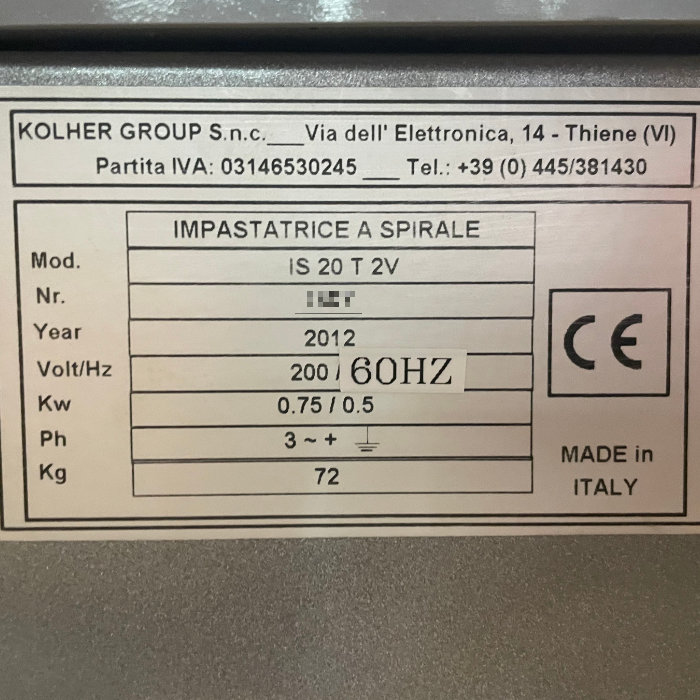 KOLHER GROUP S.n.c.___Via dell' Elettronica, 14 - Thiene (VI)
Partita IVA: 03146530245 ___ Tel.: +39 (0) 445/381430
IMPASTATRICE A SPIRALE
Mod. IS 20 T 2V
Nr.
Year 2012
Volt/Hz 200 / 60HZ
Kw 0.75 / 0.5
Ph 3 ~ + ⏚
Kg 72
CE
MADE in
ITALY